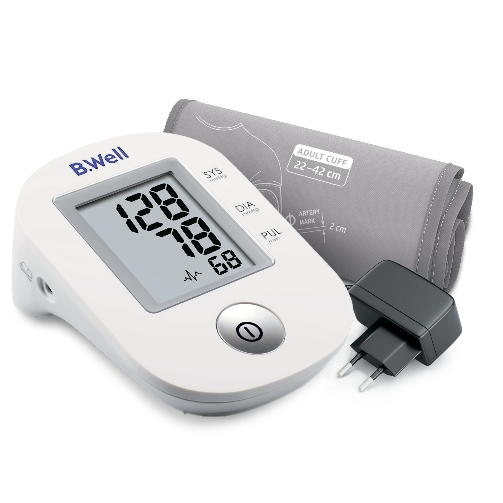 B.Well
SYS
mmHg
128
DIA
mmHg
78
PUL
/min
68
ADULT CUFF
22–42 cm
ARTERY
MARK
2 cm